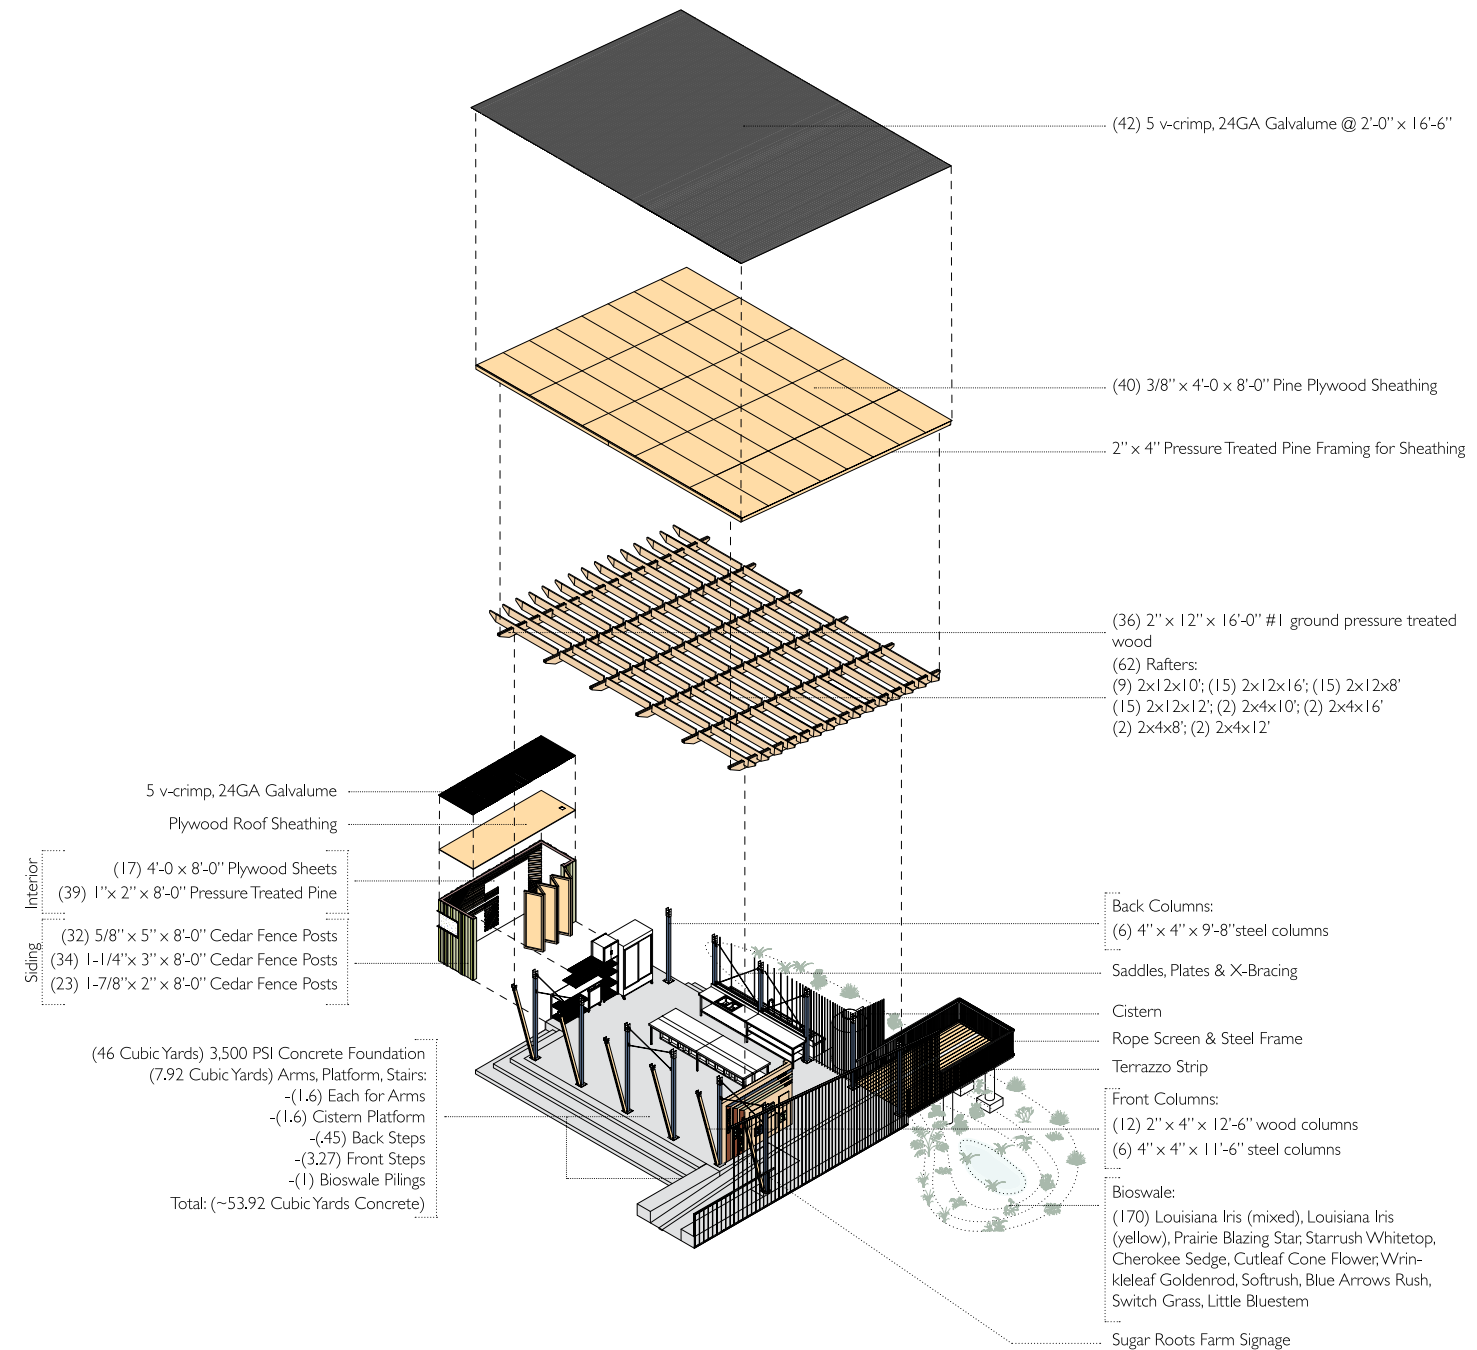 (42) 5 v-crimp, 24GA Galvalume @ 2'-0" x 16'-6"
(40) 3/8" x 4'-0 x 8'-0" Pine Plywood Sheathing
2" x 4" Pressure Treated Pine Framing for Sheathing
(36) 2" x 12" x 16'-0" #1 ground pressure treated
wood
(62) Rafters:
(9) 2x12x10'; (15) 2x12x16'; (15) 2x12x8'
(15) 2x12x12'; (2) 2x4x10'; (2) 2x4x16'
(2) 2x4x8'; (2) 2x4x12'
5 v-crimp, 24GA Galvalume
Plywood Roof Sheathing
Interior
(17) 4'-0 x 8'-0" Plywood Sheets
(39) 1"x 2" x 8'-0" Pressure Treated Pine
Siding
(32) 5/8" x 5" x 8'-0" Cedar Fence Posts
(34) 1-1/4"x 3" x 8'-0" Cedar Fence Posts
(23) 1-7/8"x 2" x 8'-0" Cedar Fence Posts
(46 Cubic Yards) 3,500 PSI Concrete Foundation
(7.92 Cubic Yards) Arms, Platform, Stairs:
-(1.6) Each for Arms
-(1.6) Cistern Platform
-(.45) Back Steps
-(3.27) Front Steps
-(1) Bioswale Pilings
Total: (~53.92 Cubic Yards Concrete)
Back Columns:
(6) 4" x 4" x 9'-8"steel columns
Saddles, Plates & X-Bracing
Cistern
Rope Screen & Steel Frame
Terrazzo Strip
Front Columns:
(12) 2" x 4" x 12'-6" wood columns
(6) 4" x 4" x 11'-6" steel columns
Bioswale:
(170) Louisiana Iris (mixed), Louisiana Iris
(yellow), Prairie Blazing Star, Starrush Whitetop,
Cherokee Sedge, Cutleaf Cone Flower, Wrin-
kleleaf Goldenrod, Softrush, Blue Arrows Rush,
Switch Grass, Little Bluestem
Sugar Roots Farm Signage